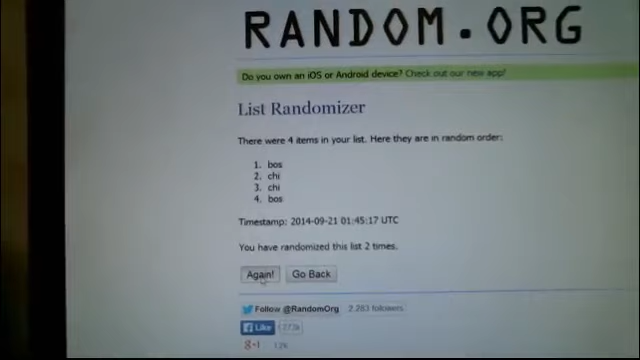 RANDOM.ORG
Do you own an iOS or Android device? Check out our new app!
List Randomizer
There were 4 items in your list. Here they are in random order:
1. bos
2. chi
3. chi
4. bos
Timestamp: 2014-09-21 01:45:17 UTC
You have randomized this list 2 times.
Again! Go Back
Follow @RandomOrg 2,283 followers
Like
g+1 12k